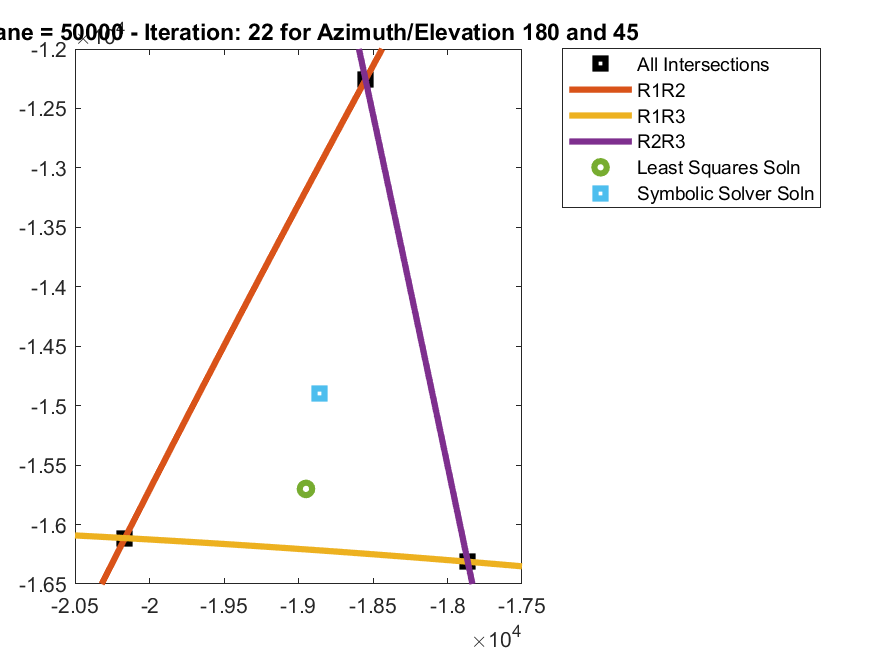 ane = 50000 - Iteration: 22 for Azimuth/Elevation 180 and 45
×10⁴
-1.2
-1.25
-1.3
-1.35
-1.4
-1.45
-1.5
-1.55
-1.6
-1.65
-2.05 -2 -1.95 -1.9 -1.85 -1.8 -1.75
×10⁴
All Intersections
R1R2
R1R3
R2R3
Least Squares Soln
Symbolic Solver Soln